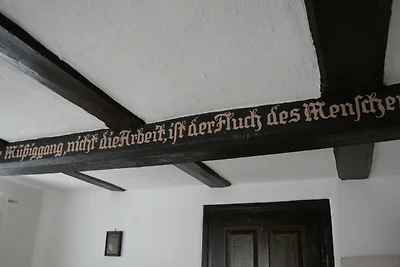 Müßiggang, nicht die Arbeit, ist der Fluch des Menschen